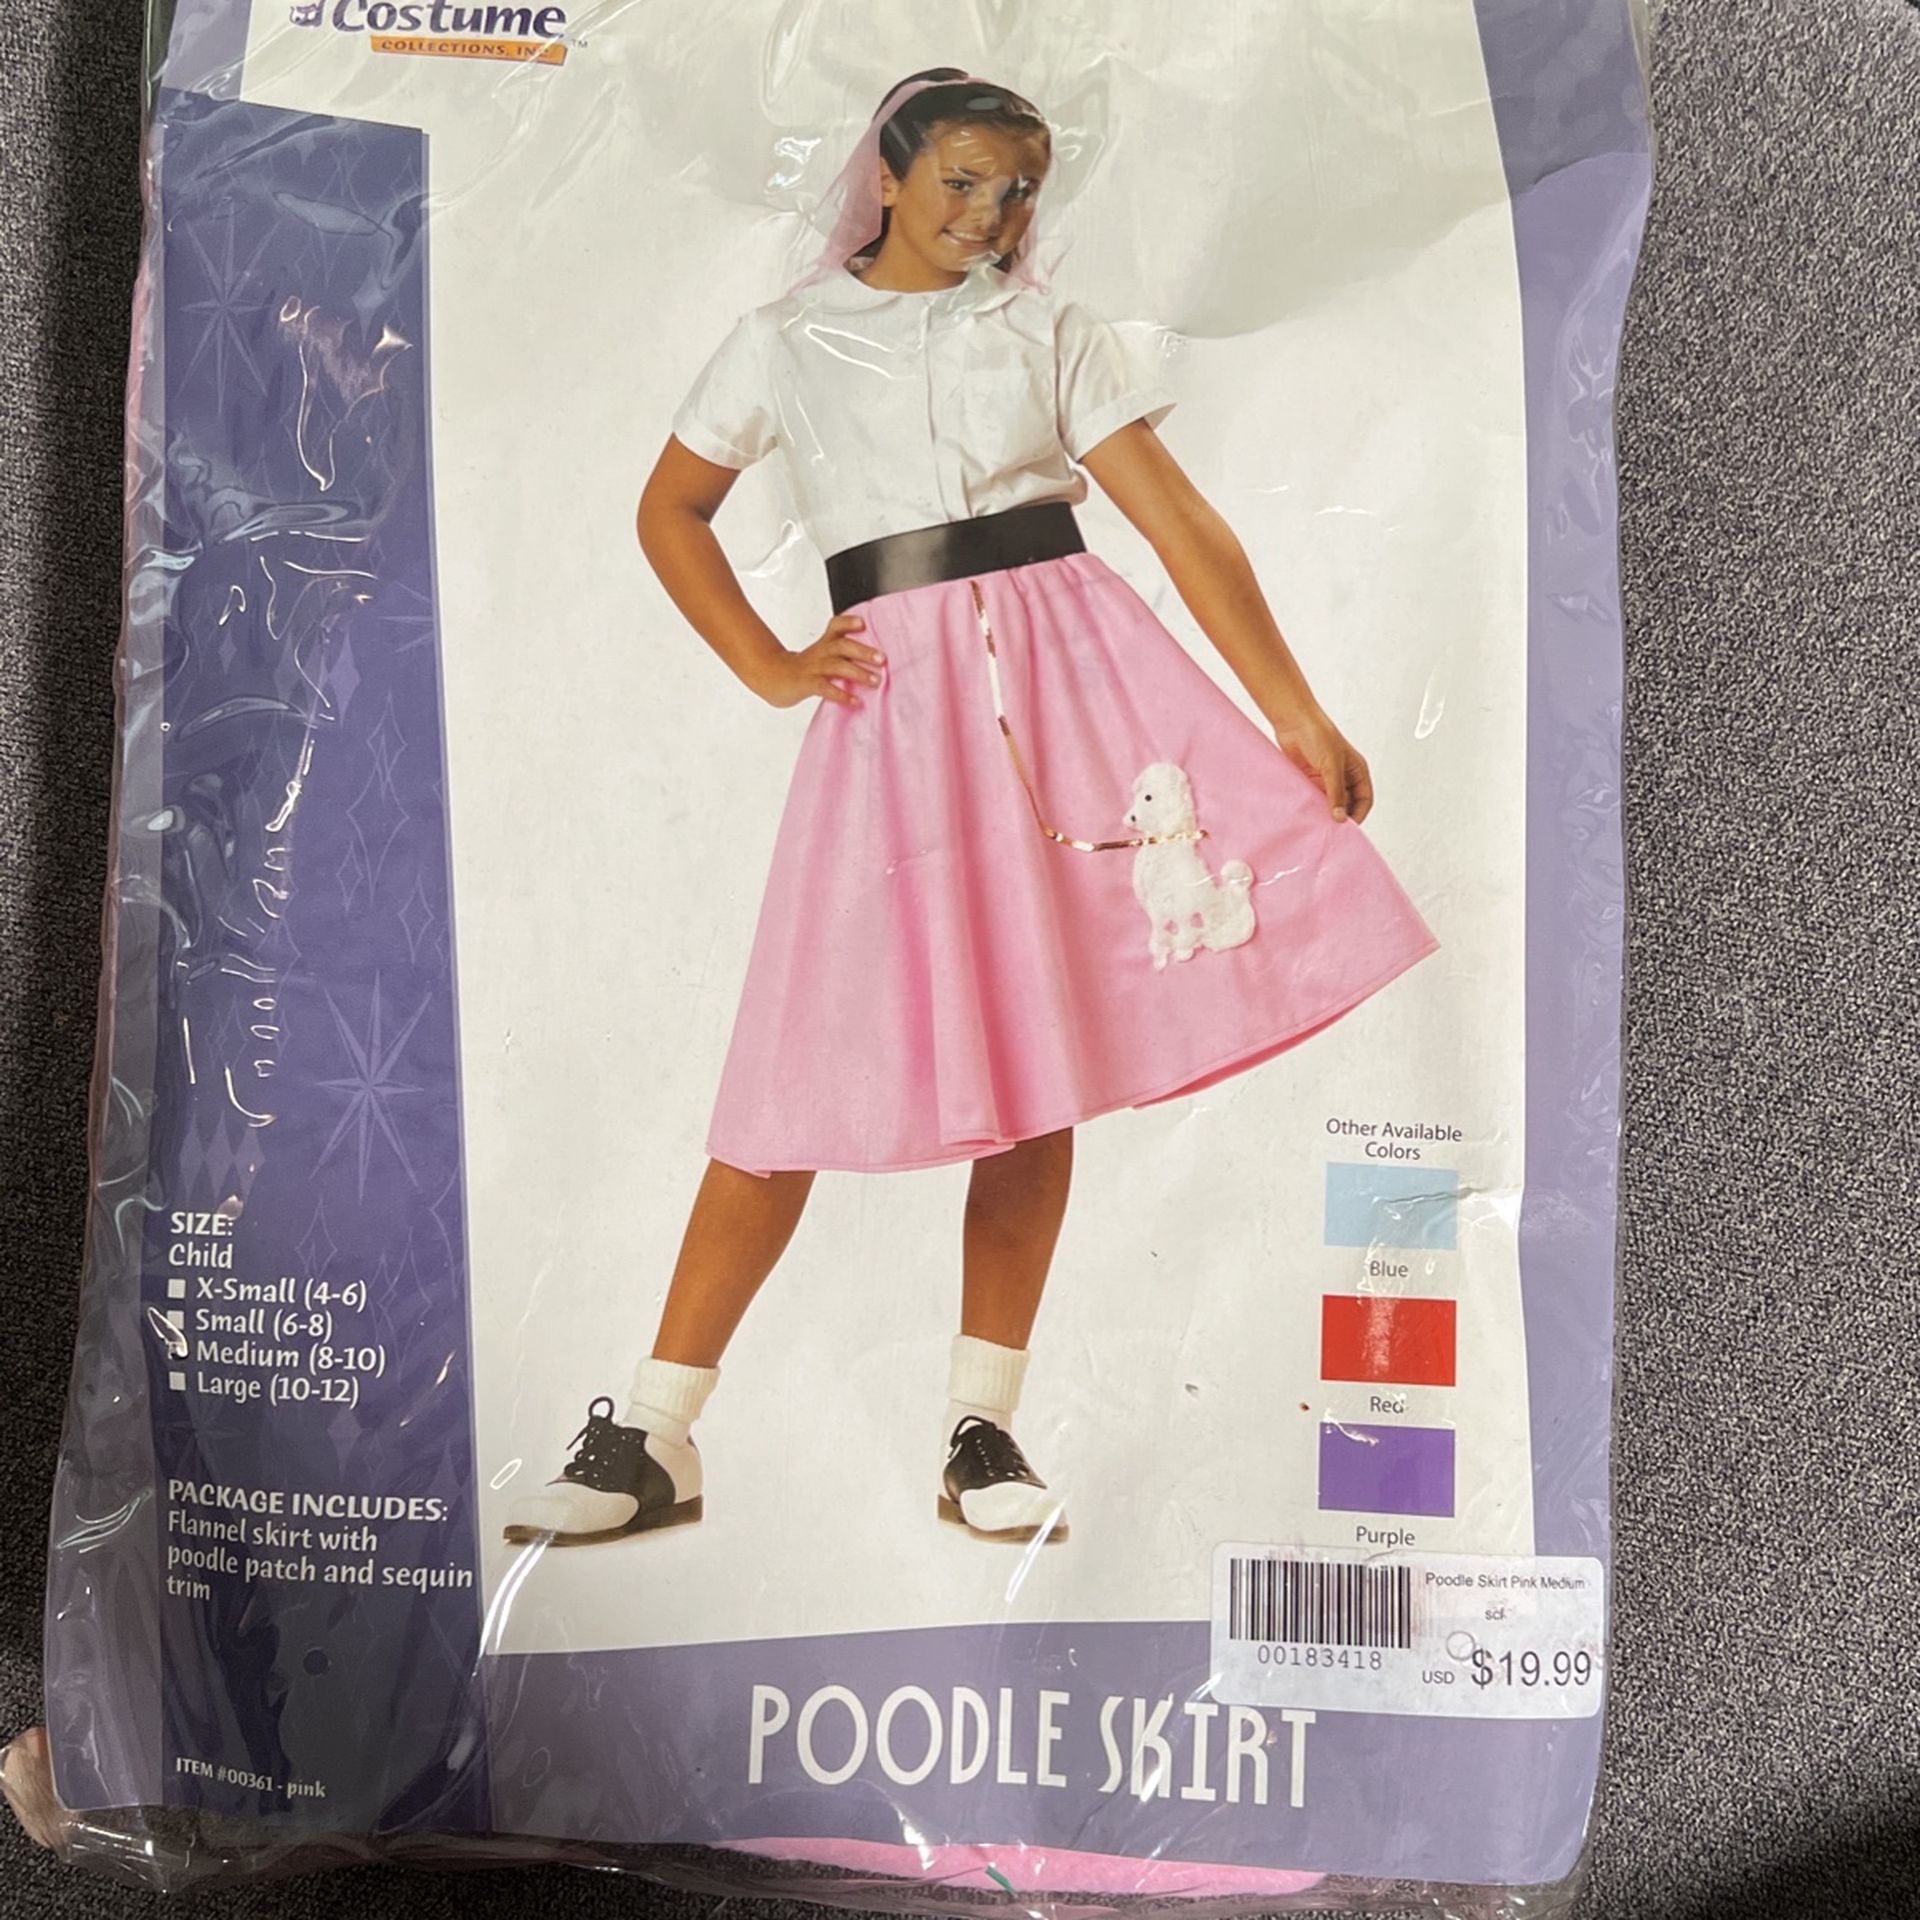 Costume
COLLECTIONS, INC.™
SIZE:
Child
X-Small (4-6)
Small (6-8)
Medium (8-10)
Large (10-12)
PACKAGE INCLUDES:
Flannel skirt with
poodle patch and sequin
trim
ITEM #00361 - pink
Other Available
Colors
Blue
Red
Purple
Poodle Skirt Pink Medium
scf
00183418
USD $19.99
POODLE SKIRT